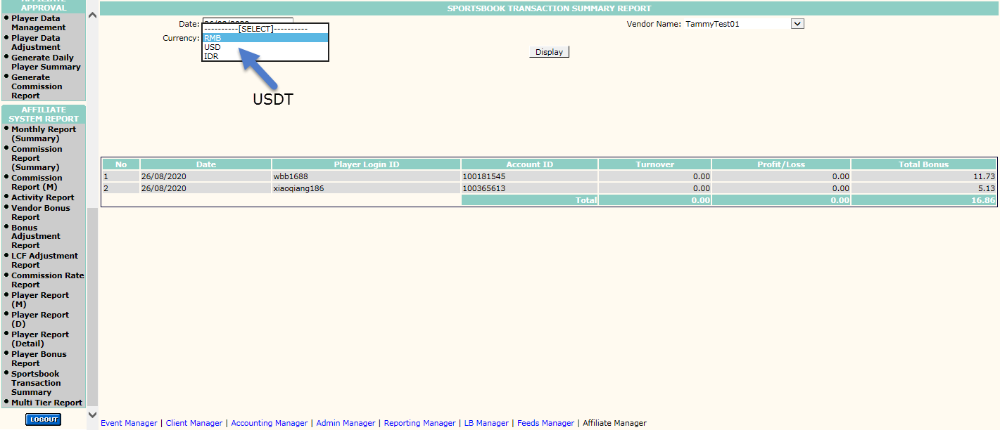 AFFILIATE
APPROVAL
Player Data
Management
Player Data
Adjustment
Generate Daily
Player Summary
Generate
Commission
Report
AFFILIATE
SYSTEM REPORT
Monthly Report
(Summary)
Commission
Report
(Summary)
Commission
Report (M)
Activity Report
Vendor Bonus
Report
Bonus
Adjustment
Report
LCF Adjustment
Report
Commission Rate
Report
Player Report
(M)
Player Report
(D)
Player Report
(Detail)
Player Bonus
Report
Sportsbook
Transaction
Summary
Multi Tier Report
LOGOUT
SPORTSBOOK TRANSACTION SUMMARY REPORT
Date: 26/08/2020 Vendor Name: TammyTest01
Currency:
----------[SELECT]----------
RMB
USD
IDR
Display
USDT
No Date Player Login ID Account ID Turnover Profit/Loss Total Bonus
1 26/08/2020 wbb1688 100181545 0.00 0.00 11.73
2 26/08/2020 xiaoqiang186 100365613 0.00 0.00 5.13
Total 0.00 0.00 16.86
Event Manager | Client Manager | Accounting Manager | Admin Manager | Reporting Manager | LB Manager | Feeds Manager | Affiliate Manager